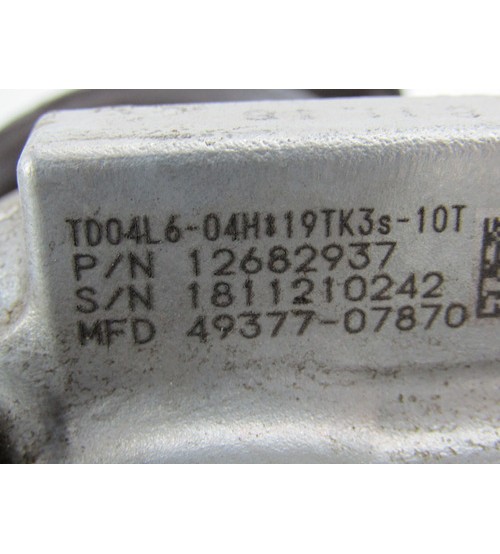 TD04L6-04H*19TK3s-10T
P/N 12682937
S/N 1811210242
MFD 49377-07870